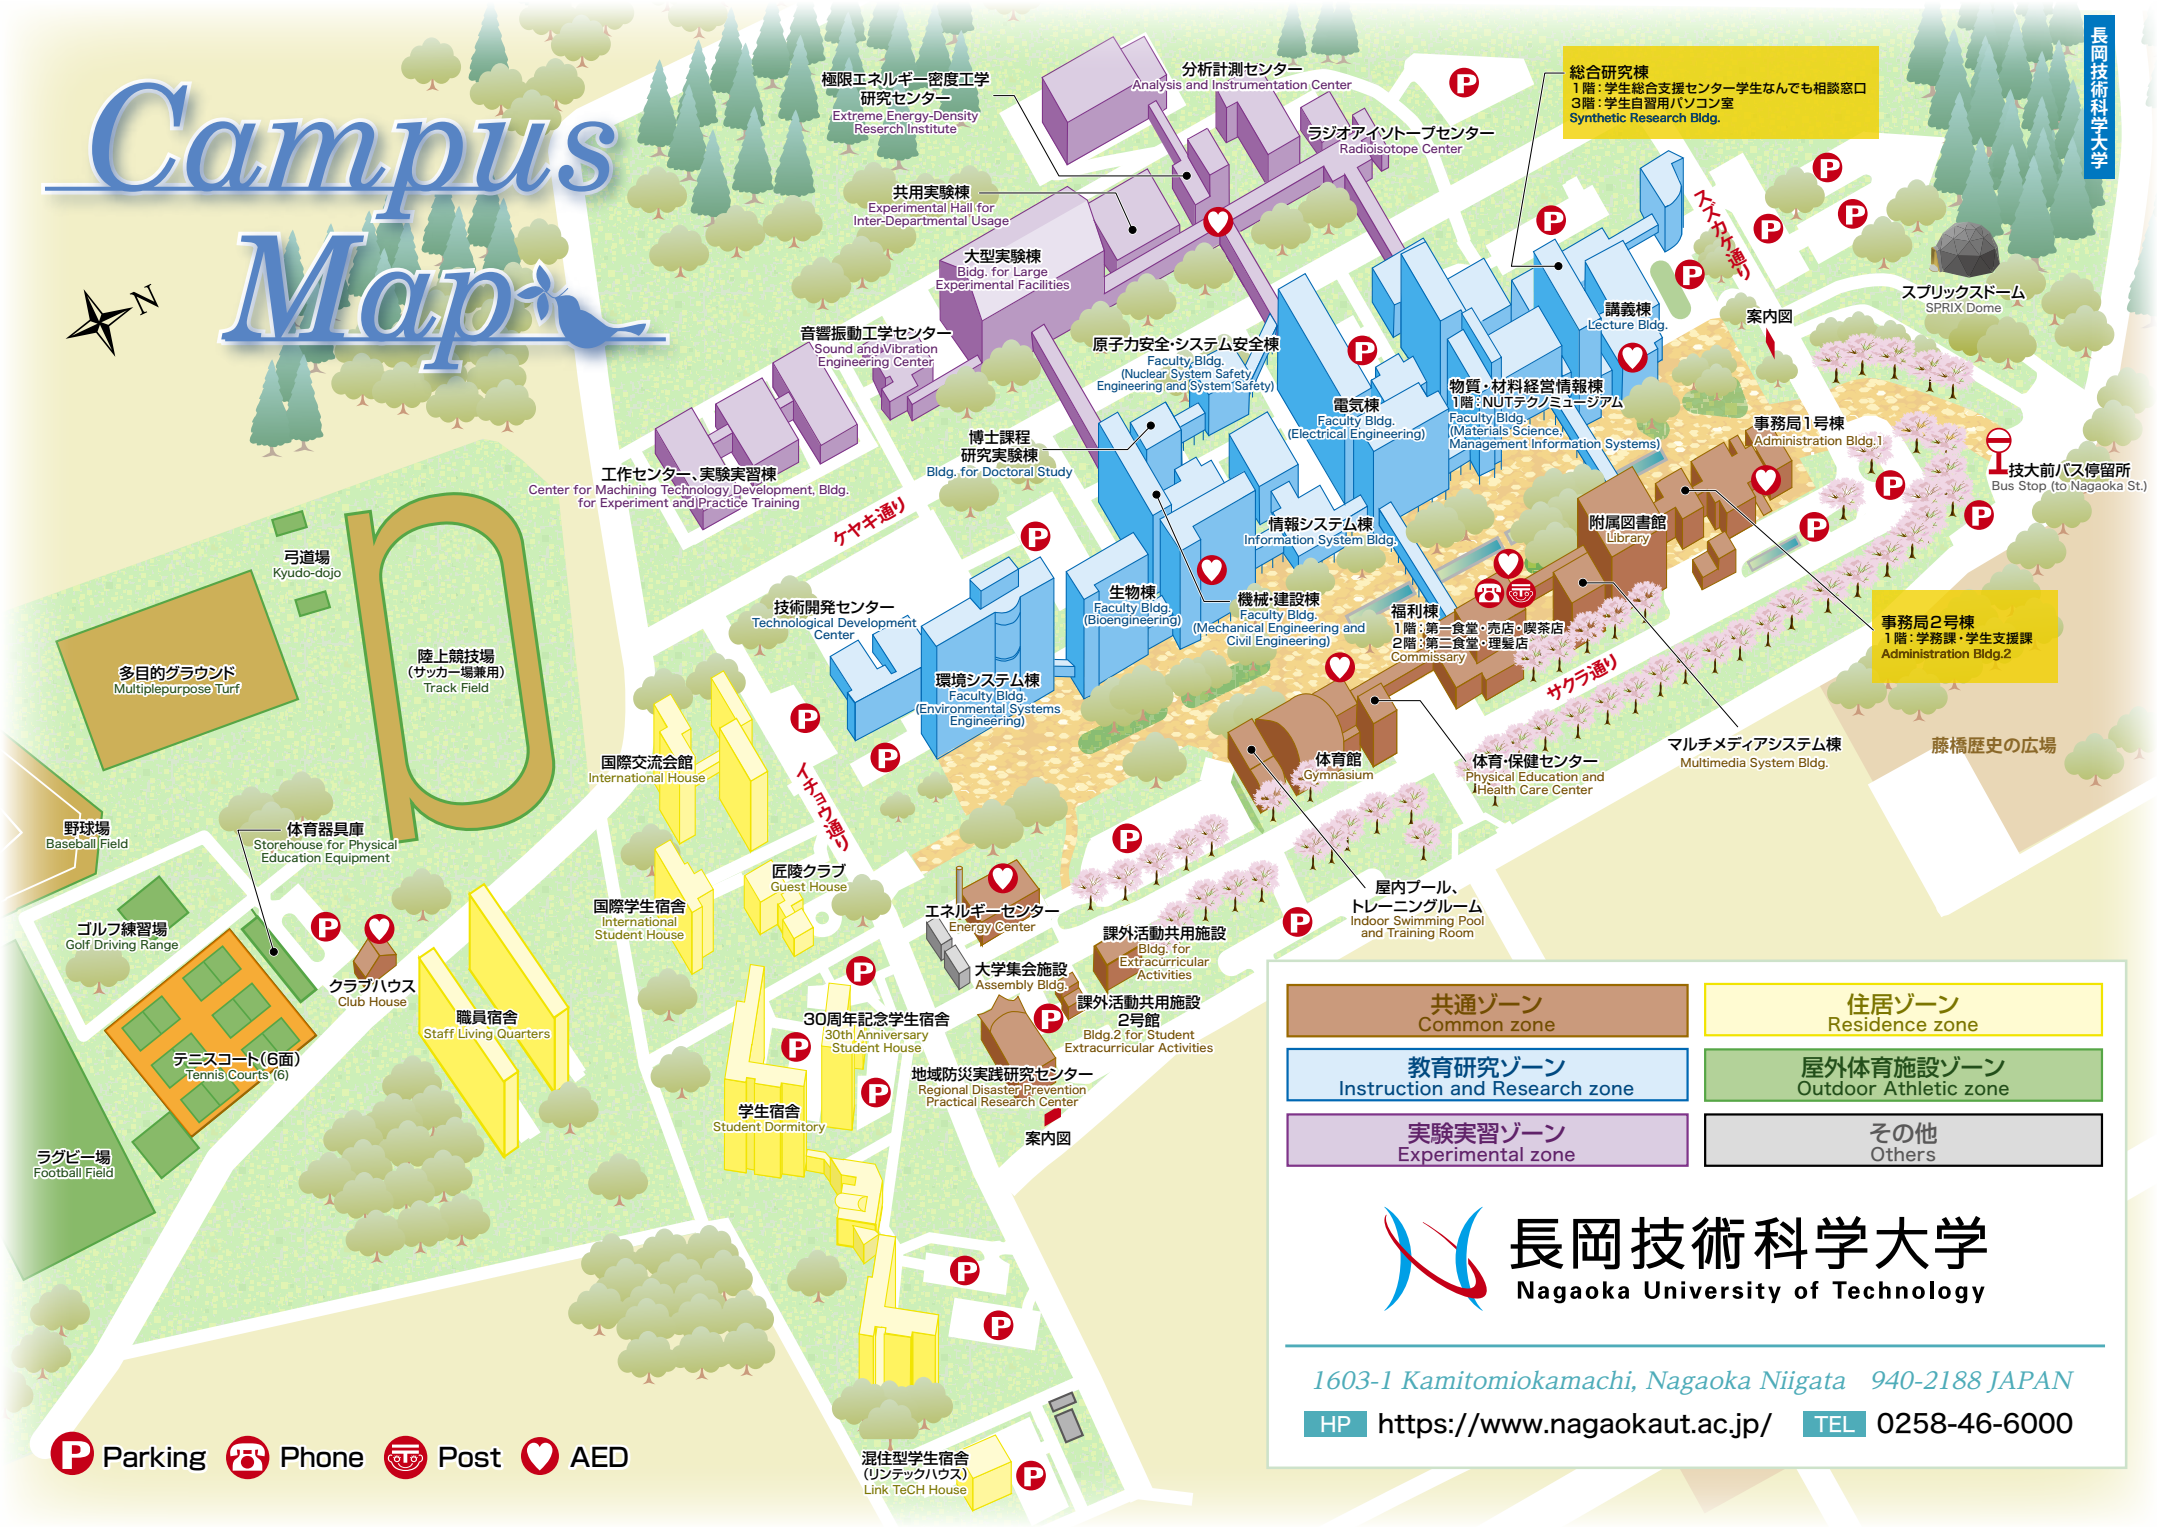 Campus
Map
N
長岡技術科学大学
極限エネルギー密度工学
研究センター
Extreme Energy-Density
Reserch Institute
分析計測センター
Analysis and Instrumentation Center
ラジオアイソトープセンター
Radioisotope Center
総合研究棟
1階：学生総合支援センター学生なんでも相談窓口
3階：学生自習用パソコン室
Synthetic Research Bldg.
共用実験棟
Experimental Hall for
Inter-Departmental Usage
大型実験棟
Bidg. for Large
Experimental Facilities
スズカケ通り
スプリックスドーム
SPRIX Dome
案内図
講義棟
Lecture Bldg.
音響振動工学センター
Sound and Vibration
Engineering Center
原子力安全・システム安全棟
Faculty Bldg.
(Nuclear System Safety
Engineering and System Safety)
電気棟
Faculty Bldg.
(Electrical Engineering)
物質・材料経営情報棟
1階：NUTテクノミュージアム
Faculty Bldg.
(Materials Science,
Management Information Systems)
事務局1号棟
Administration Bldg.1
技大前バス停留所
Bus Stop (to Nagaoka St.)
博士課程
研究実験棟
Bldg. for Doctoral Study
工作センター、実験実習棟
Center for Machining Technology Development, Bldg.
for Experiment and Practice Training
ケヤキ通り
情報システム棟
Information System Bldg.
附属図書館
Library
弓道場
Kyudo-dojo
技術開発センター
Technological Development
Center
生物棟
Faculty Bldg.
(Bioengineering)
機械・建設棟
Faculty Bldg.
(Mechanical Engineering and
Civil Engineering)
福利棟
1階：第一食堂・売店・喫茶店
2階：第二食堂・理髪店
Commissary
事務局2号棟
1階：学務課・学生支援課
Administration Bldg.2
多目的グラウンド
Multiplepurpose Turf
陸上競技場
(サッカー場兼用)
Track Field
環境システム棟
Faculty Bldg.
(Environmental Systems
Engineering)
サクラ通り
マルチメディアシステム棟
Multimedia System Bldg.
藤橋歴史の広場
国際交流会館
International House
イチョウ通り
体育館
Gymnasium
体育・保健センター
Physical Education and
Health Care Center
野球場
Baseball Field
体育器具庫
Storehouse for Physical
Education Equipment
匠陵クラブ
Guest House
屋内プール、
トレーニングルーム
Indoor Swimming Pool
and Training Room
国際学生宿舎
International
Student House
エネルギーセンター
Energy Center
課外活動共用施設
Bldg. for
Extracurricular
Activities
ゴルフ練習場
Golf Driving Range
クラブハウス
Club House
大学集会施設
Assembly Bldg.
課外活動共用施設
2号館
Bldg.2 for Student
Extracurricular Activities
職員宿舎
Staff Living Quarters
30周年記念学生宿舎
30th Anniversary
Student House
テニスコート(6面)
Tennis Courts (6)
地域防災実践研究センター
Regional Disaster Prevention
Practical Research Center
案内図
学生宿舎
Student Dormitory
ラグビー場
Football Field
混住型学生宿舎
(リンテックハウス)
Link TeCH House
P Parking Phone Post AED
共通ゾーン
Common zone
住居ゾーン
Residence zone
教育研究ゾーン
Instruction and Research zone
屋外体育施設ゾーン
Outdoor Athletic zone
実験実習ゾーン
Experimental zone
その他
Others
長岡技術科学大学
Nagaoka University of Technology
1603-1 Kamitomiokamachi, Nagaoka Niigata 940-2188 JAPAN
HP https://www.nagaokaut.ac.jp/ TEL 0258-46-6000